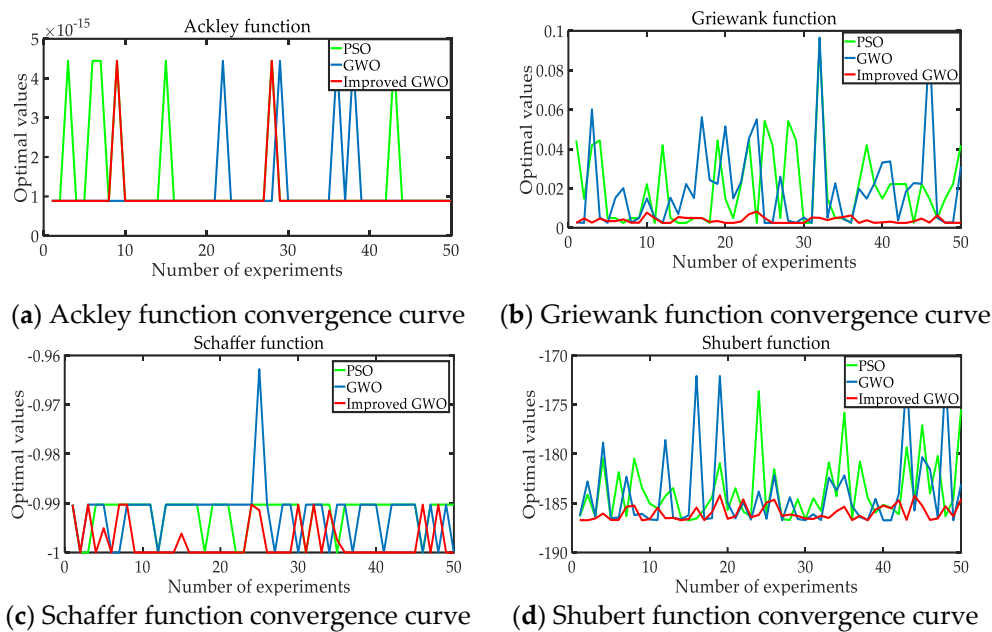 ×10⁻¹⁵
Ackley function
Optimal values
5
4
3
2
1
0
PSO
GWO
Improved GWO
0 10 20 30 40 50
Number of experiments
(a) Ackley function convergence curve
Griewank function
Optimal values
0.1
0.08
0.06
0.04
0.02
0
PSO
GWO
Improved GWO
0 10 20 30 40 50
Number of experiments
(b) Griewank function convergence curve
Schaffer function
Optimal values
-0.96
-0.97
-0.98
-0.99
-1
PSO
GWO
Improved GWO
0 10 20 30 40 50
Number of experiments
(c) Schaffer function convergence curve
Shubert function
Optimal values
-170
-175
-180
-185
-190
PSO
GWO
Improved GWO
0 10 20 30 40 50
Number of experiments
(d) Shubert function convergence curve